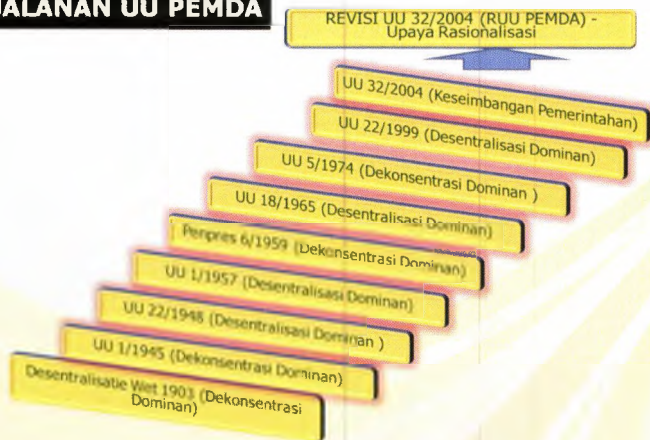 JALANAN UU PEMDA
REVISI UU 32/2004 (RUU PEMDA) -
Upaya Rasionalisasi
UU 32/2004 (Keseimbangan Pemerintahan)
UU 22/1999 (Desentralisasi Dominan)
UU 5/1974 (Dekonsentrasi Dominan )
UU 18/1965 (Desentralisasi Dominan)
Penpres 6/1959 (Dekonsentrasi Dominan)
UU 1/1957 (Desentralisasi Dominan)
UU 22/1948 (Desentralisasi Dominan )
UU 1/1945 (Dekonsentrasi Dominan)
Desentralisatie Wet 1903 (Dekonsentrasi
Dominan)